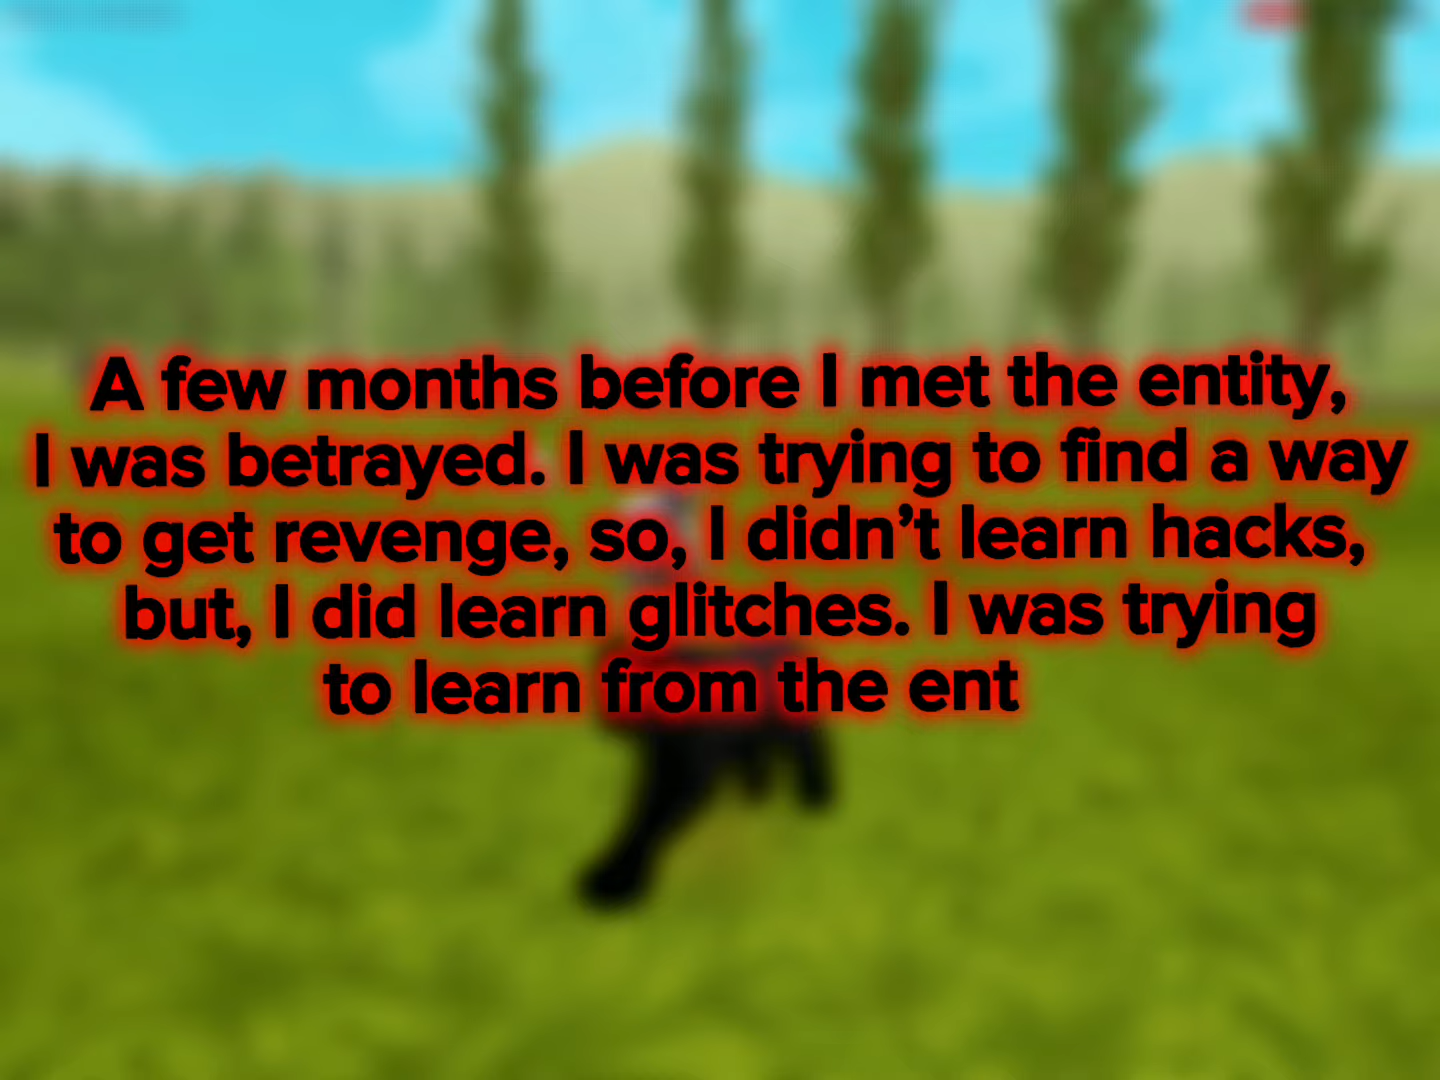 A few months before I met the entity,
I was betrayed. I was trying to find a way
to get revenge, so, I didn’t learn hacks,
but, I did learn glitches. I was trying
to learn from the ent